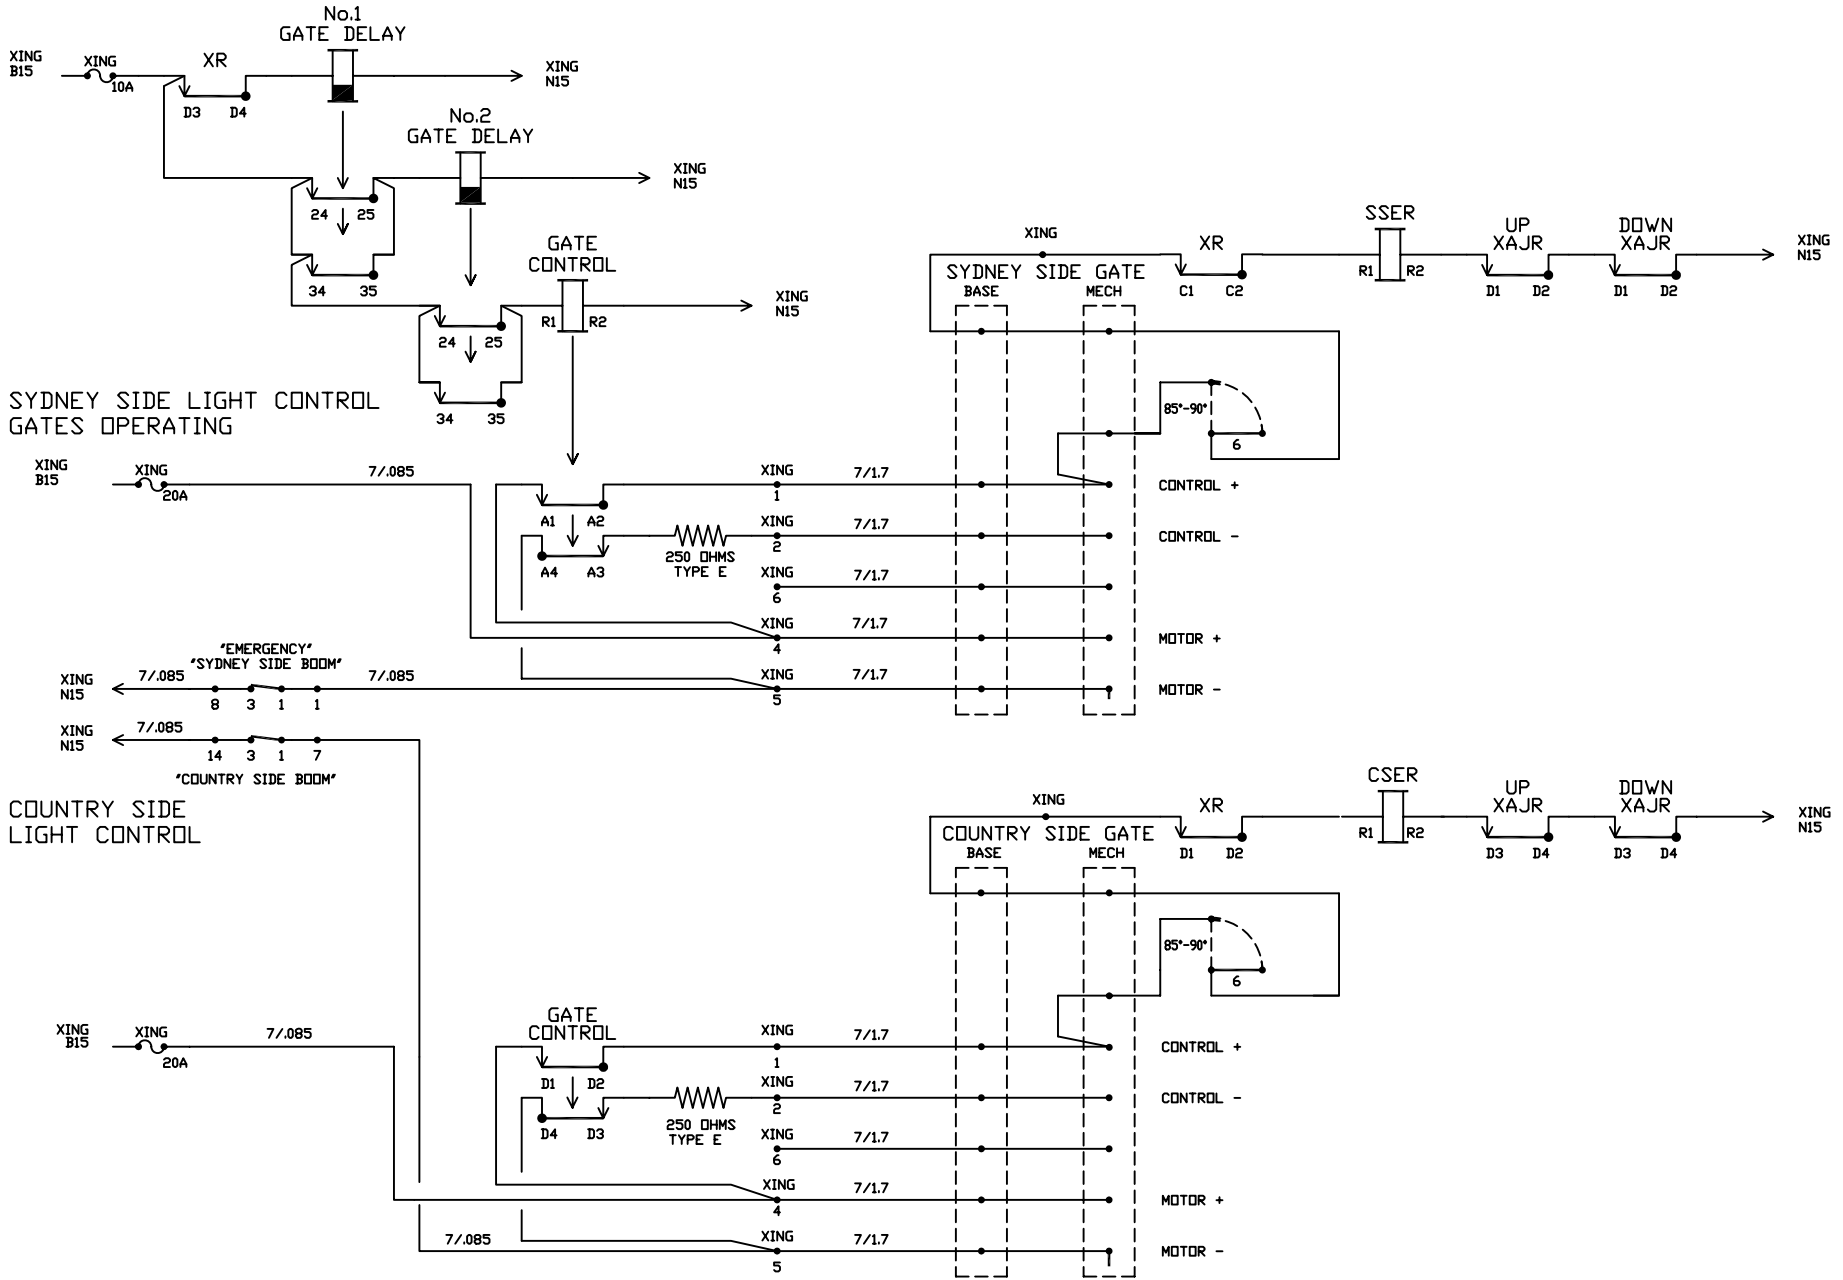 No.1
GATE DELAY
XING
B15
XING
10A
XR
D3 D4
XING
N15
No.2
GATE DELAY
XING
N15
24 25
34 35
GATE
CONTROL
R1 R2
XING
N15
24 25
34 35
SYDNEY SIDE LIGHT CONTROL
GATES OPERATING
XING
B15
XING
20A
7/.085
A1 A2
A4 A3
250 OHMS
TYPE E
XING
1
7/1.7
XING
2
7/1.7
XING
6
7/1.7
XING
4
7/1.7
XING
5
7/1.7
SYDNEY SIDE GATE
BASE
MECH
XING
XR
C1 C2
SSER
R1 R2
UP
XAJR
D1 D2
DOWN
XAJR
D1 D2
XING
N15
85°-90°
6
CONTROL +
CONTROL -
MOTOR +
MOTOR -
"EMERGENCY"
"SYDNEY SIDE BOOM"
XING
N15
7/.085
8 3 1 1
7/.085
XING
N15
7/.085
14 3 1 7
"COUNTRY SIDE BOOM"
COUNTRY SIDE
LIGHT CONTROL
XING
B15
XING
20A
7/.085
GATE
CONTROL
D1 D2
D4 D3
250 OHMS
TYPE E
XING
1
7/1.7
XING
2
7/1.7
XING
6
7/1.7
XING
4
7/1.7
7/.085
XING
5
7/1.7
COUNTRY SIDE GATE
BASE
MECH
XING
XR
D1 D2
CSER
R1 R2
UP
XAJR
D3 D4
DOWN
XAJR
D3 D4
XING
N15
85°-90°
6
CONTROL +
CONTROL -
MOTOR +
MOTOR -